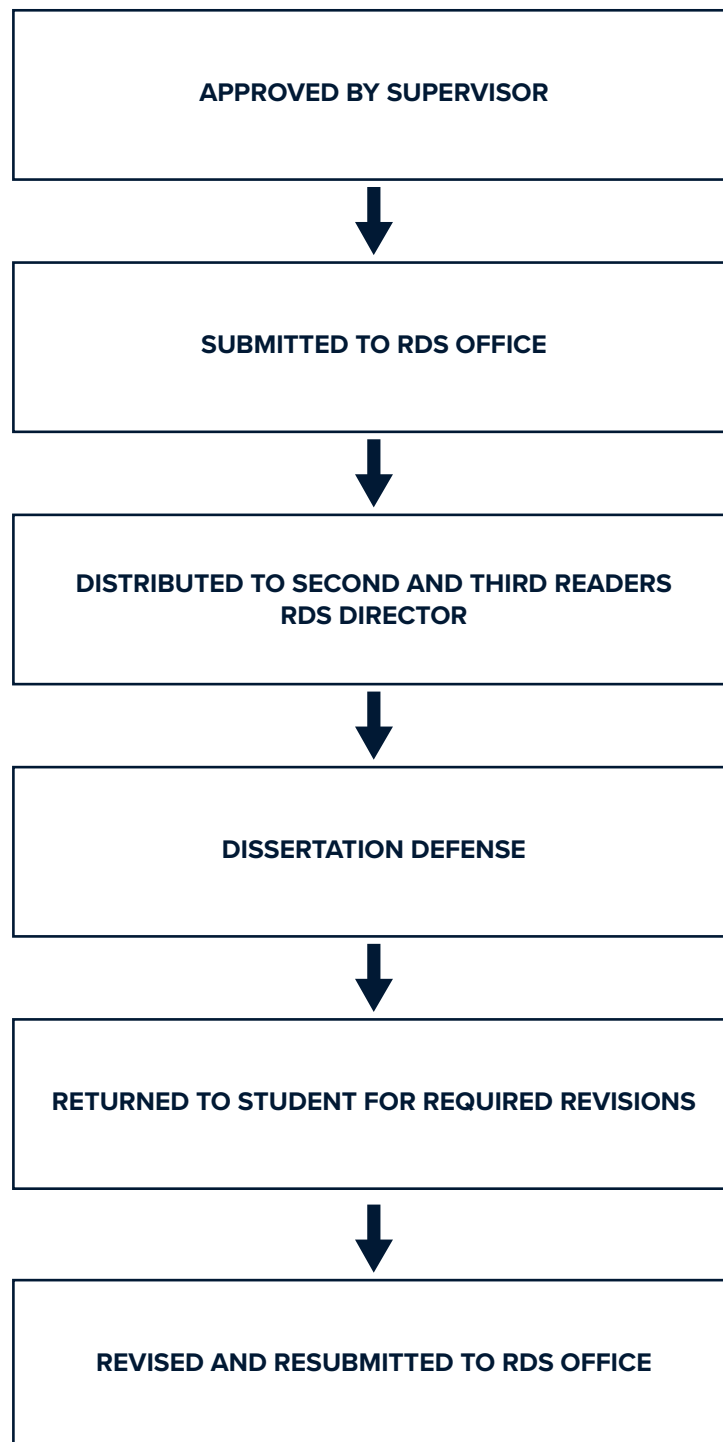 APPROVED BY SUPERVISOR
SUBMITTED TO RDS OFFICE
DISTRIBUTED TO SECOND AND THIRD READERS
RDS DIRECTOR
DISSERTATION DEFENSE
RETURNED TO STUDENT FOR REQUIRED REVISIONS
REVISED AND RESUBMITTED TO RDS OFFICE